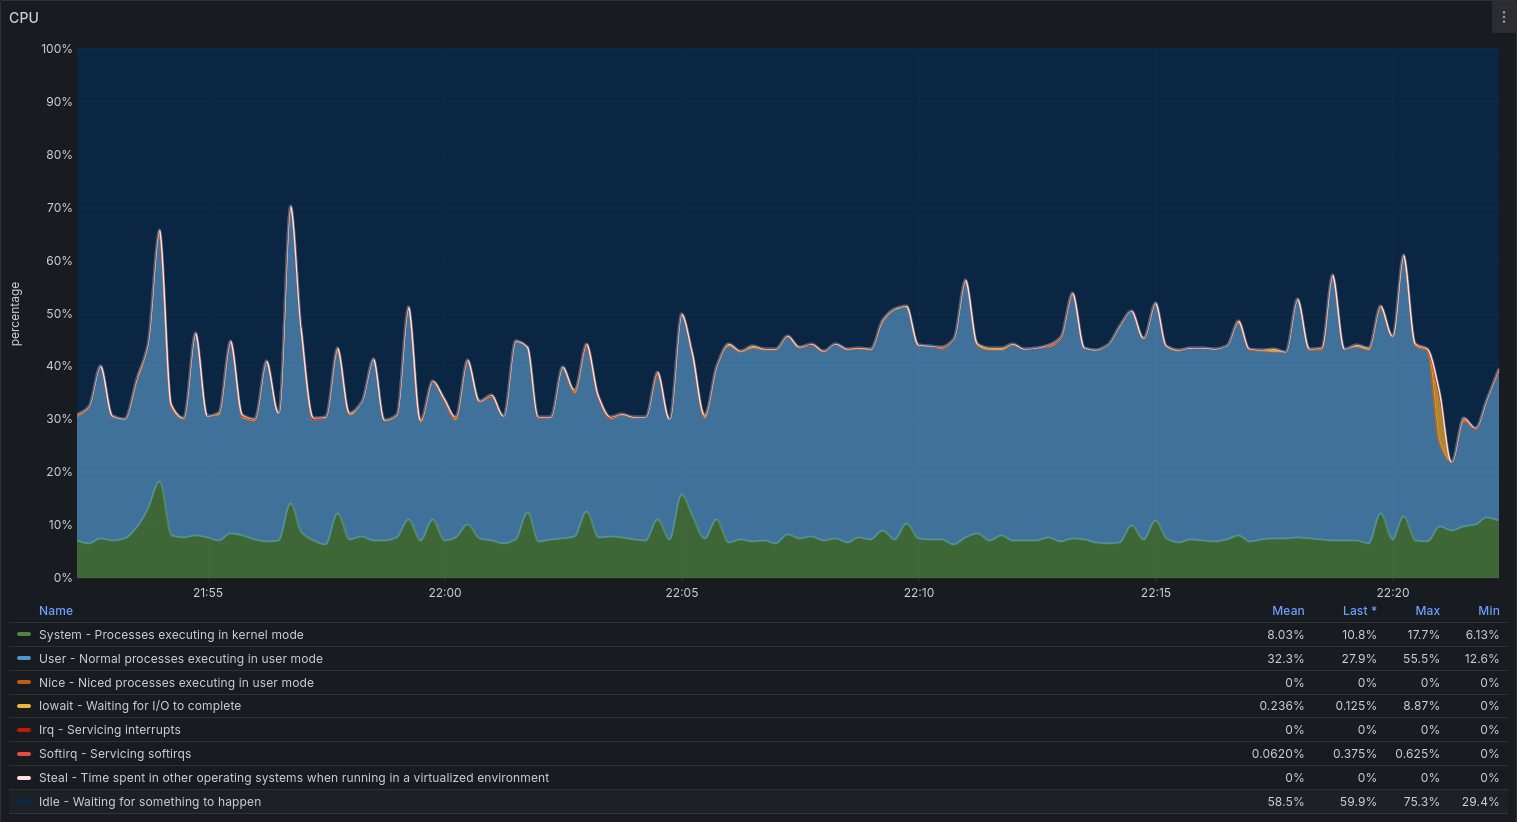 CPU
100%
90%
80%
70%
60%
50%
40%
30%
20%
10%
0%
percentage
21:55 22:00 22:05 22:10 22:15 22:20
Name Mean Last * Max Min
System - Processes executing in kernel mode 8.03% 10.8% 17.7% 6.13%
User - Normal processes executing in user mode 32.3% 27.9% 55.5% 12.6%
Nice - Niced processes executing in user mode 0% 0% 0% 0%
Iowait - Waiting for I/O to complete 0.236% 0.125% 8.87% 0%
Irq - Servicing interrupts 0% 0% 0% 0%
Softirq - Servicing softirqs 0.0620% 0.375% 0.625% 0%
Steal - Time spent in other operating systems when running in a virtualized environment 0% 0% 0% 0%
Idle - Waiting for something to happen 58.5% 59.9% 75.3% 29.4%